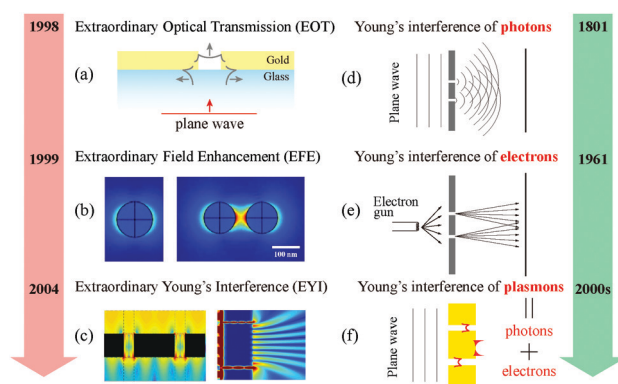 1998
Extraordinary Optical Transmission (EOT)
Young's interference of photons
1801
Gold
Glass
(a)
plane wave
(d)
Plane wave
1999
Extraordinary Field Enhancement (EFE)
Young's interference of electrons
1961
(b)
100 nm
(e)
Electron
gun
2004
Extraordinary Young's Interference (EYI)
Young's interference of plasmons
2000s
(c)
(f)
Plane wave
photons
+
electrons